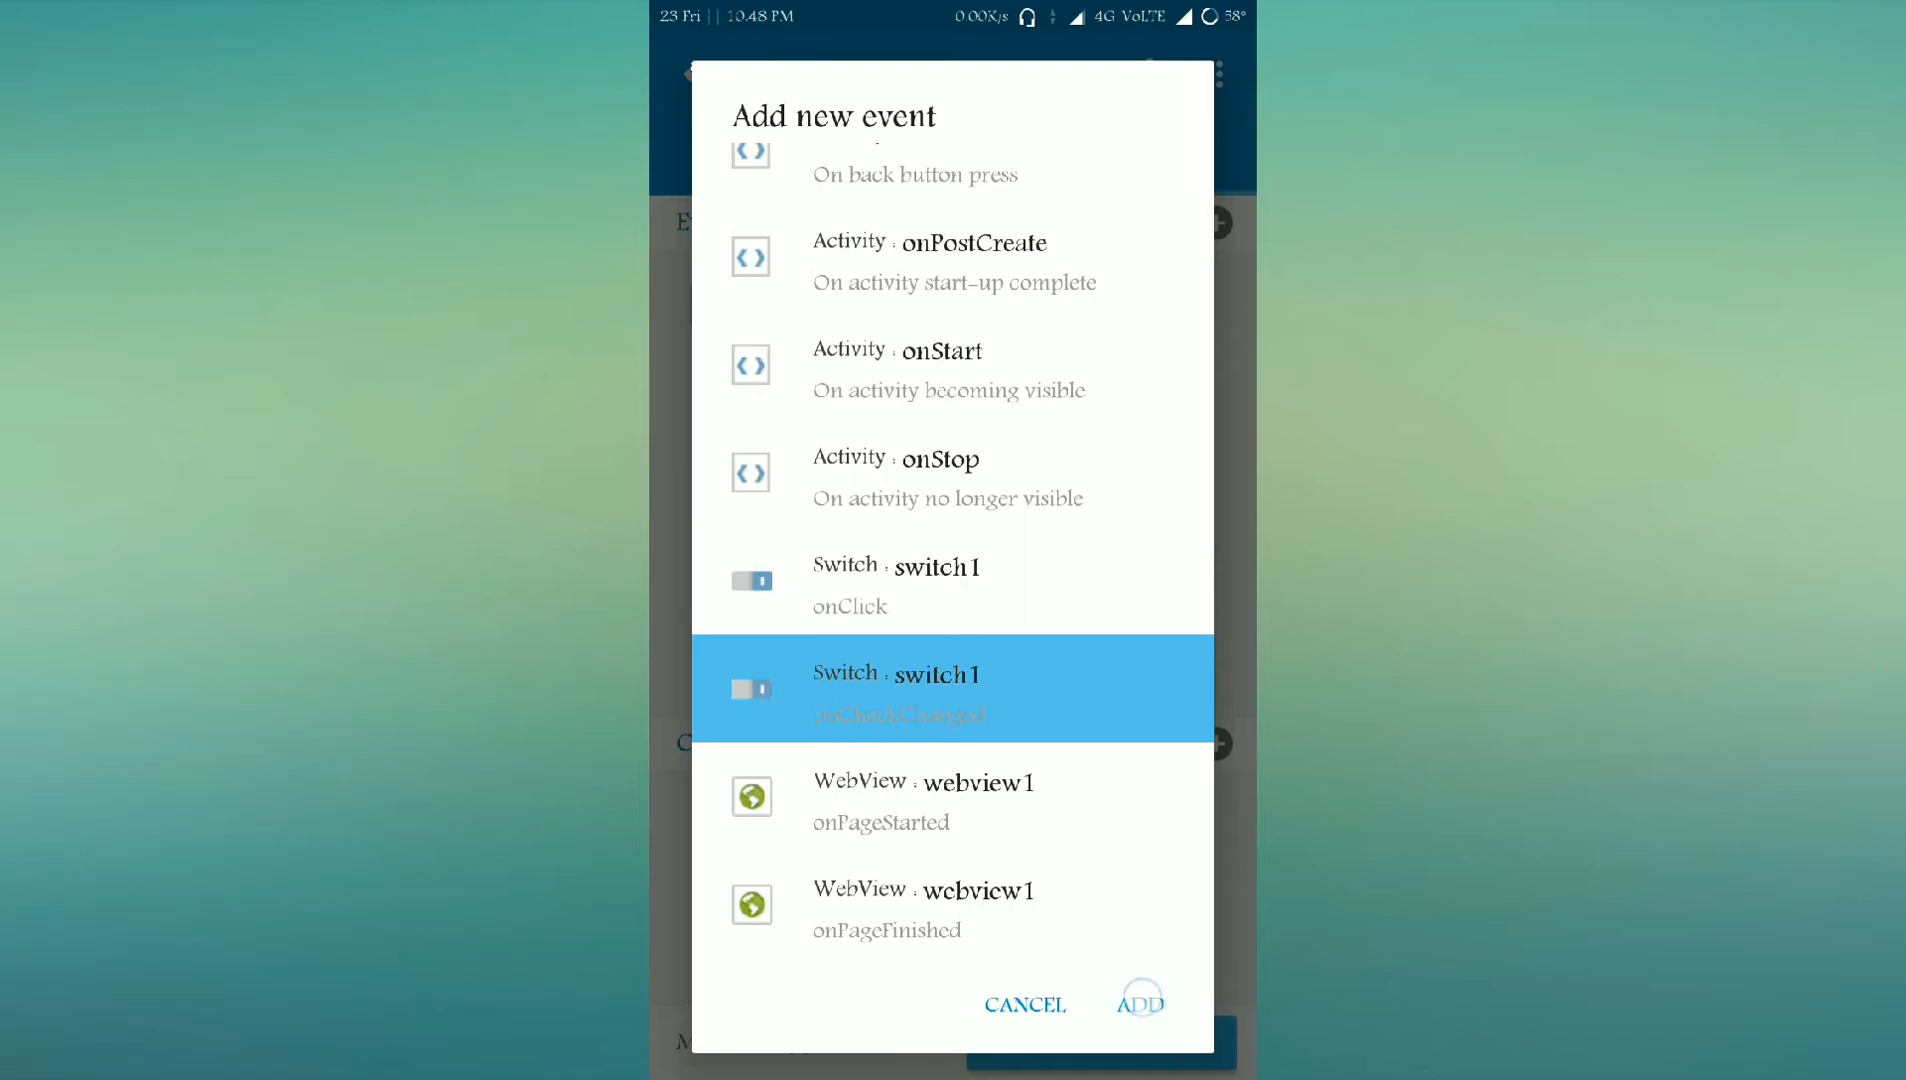 23 Fri || 10.48 PM 0.00K/s 4G VoLTE 58°
Add new event
On back button press
Activity : onPostCreate
On activity start-up complete
Activity : onStart
On activity becoming visible
Activity : onStop
On activity no longer visible
Switch : switch1
onClick
Switch : switch1
onCheckChanged
WebView : webview1
onPageStarted
WebView : webview1
onPageFinished
CANCEL ADD